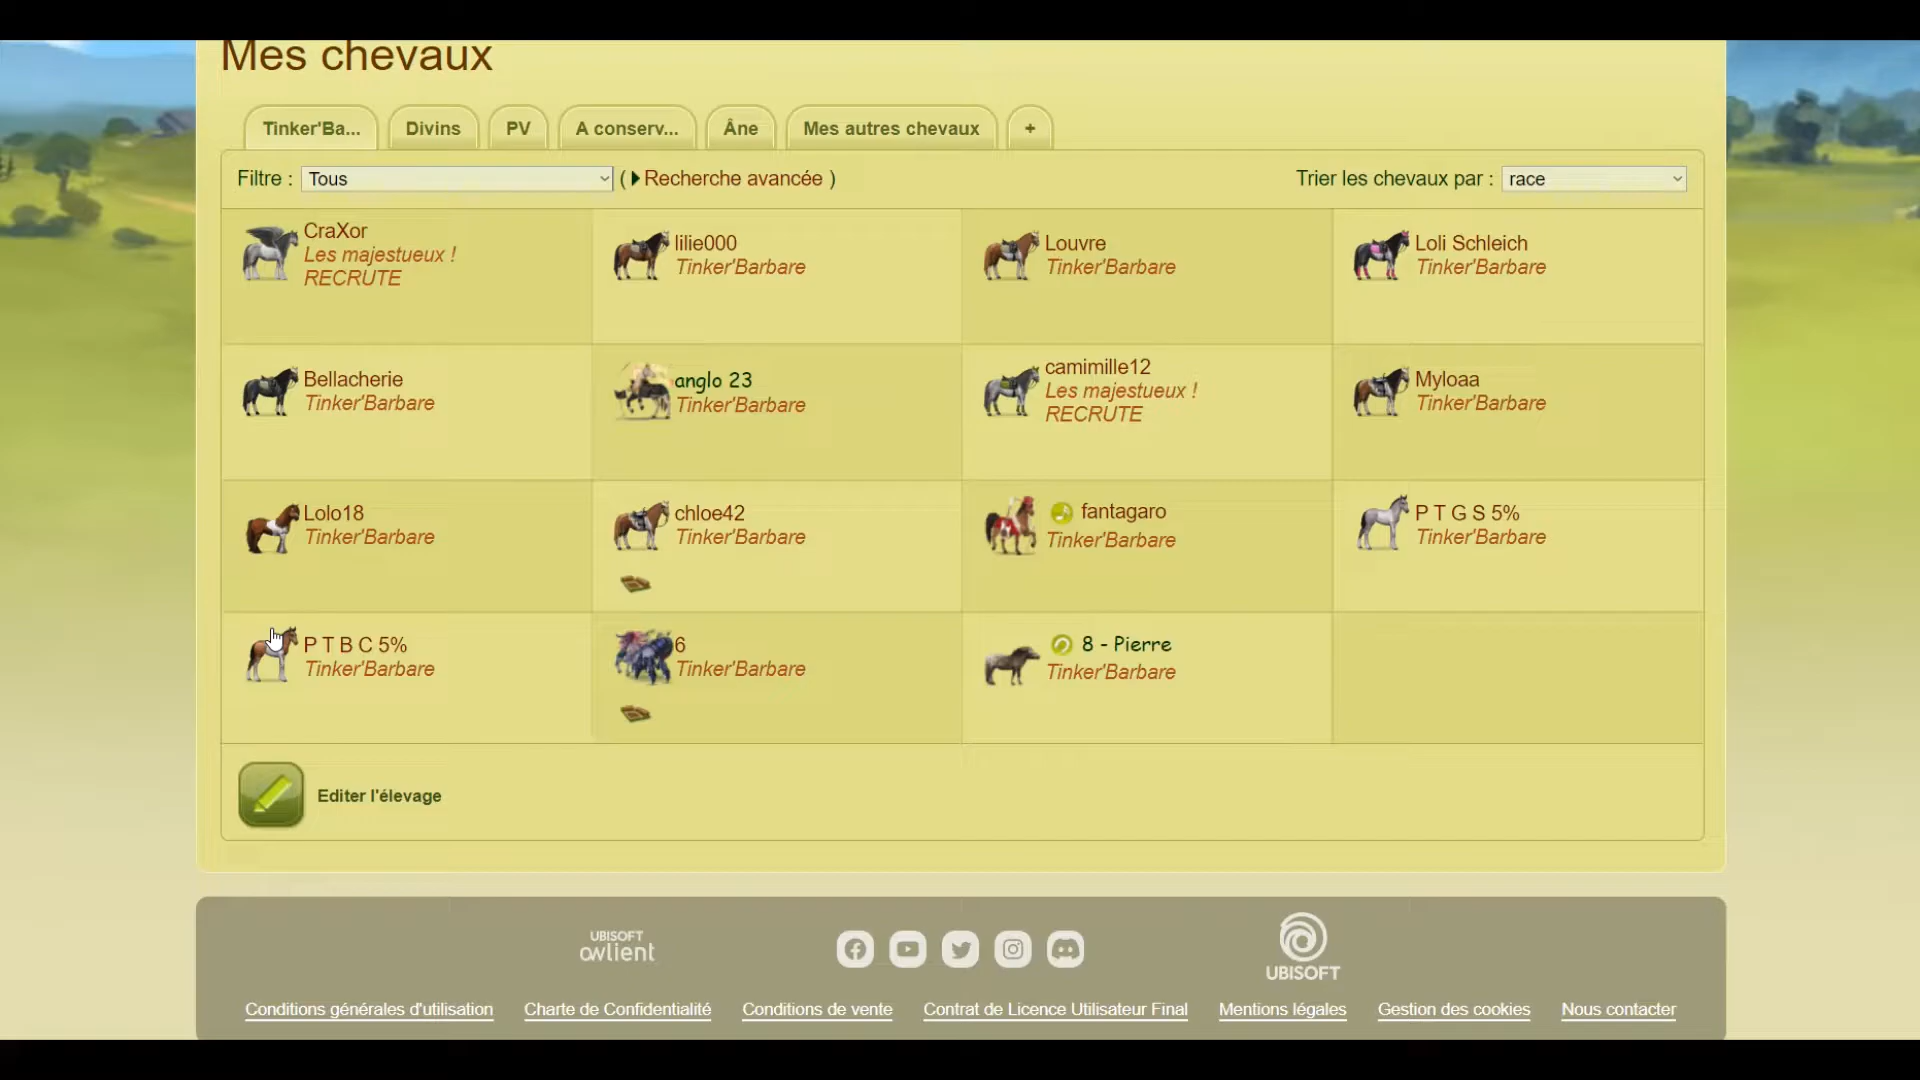 Mes chevaux
Tinker'Ba... Divins PV A conserv... Âne Mes autres chevaux +
Filtre : Tous ( Recherche avancée ) Trier les chevaux par : race
CraXor
Les majestueux !
RECRUTE
lilie000
Tinker'Barbare
Louvre
Tinker'Barbare
Loli Schleich
Tinker'Barbare
Bellacherie
Tinker'Barbare
anglo 23
Tinker'Barbare
camimille12
Les majestueux !
RECRUTE
Myloaa
Tinker'Barbare
Lolo18
Tinker'Barbare
chloe42
Tinker'Barbare
fantagaro
Tinker'Barbare
P T G S 5%
Tinker'Barbare
P T B C 5%
Tinker'Barbare
6
Tinker'Barbare
8 - Pierre
Tinker'Barbare
Editer l'élevage
UBISOFT
owlient
UBISOFT
Conditions générales d'utilisation Charte de Confidentialité Conditions de vente Contrat de Licence Utilisateur Final Mentions légales Gestion des cookies Nous contacter